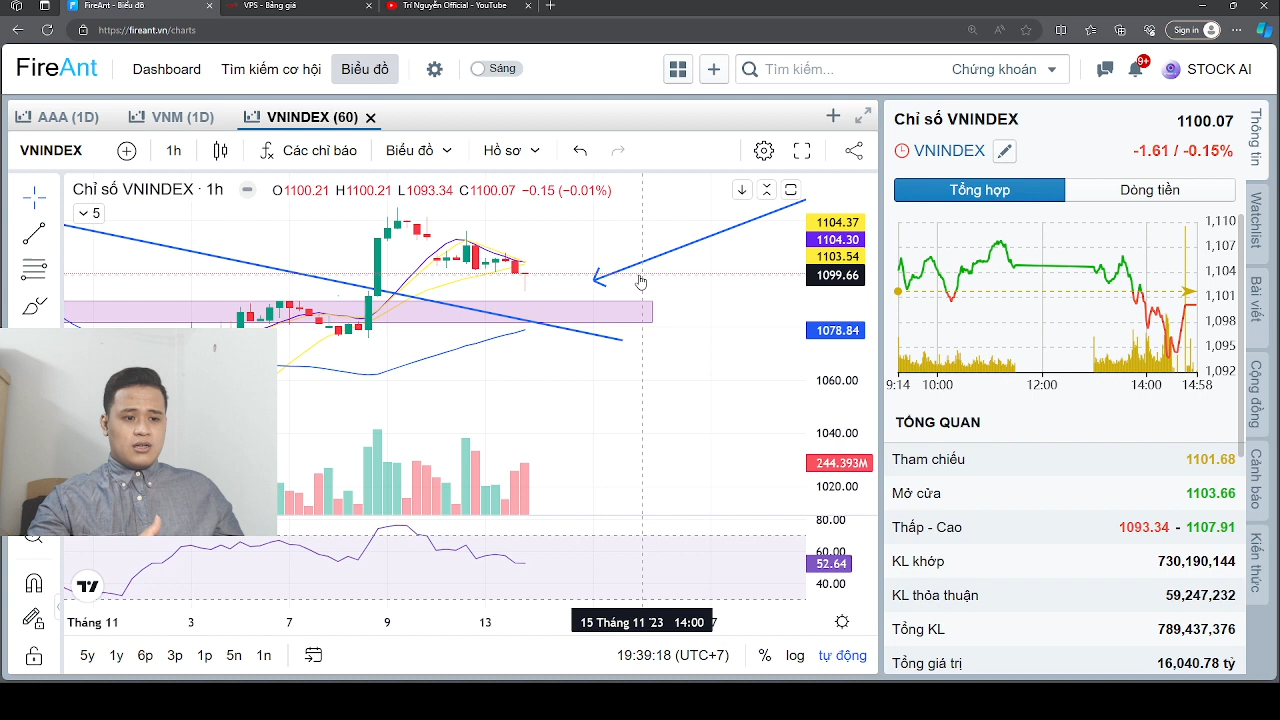 FireAnt - Biểu đồ
VPS - Bảng giá
Trí Nguyễn Official - YouTube
https://fireant.vn/charts
Sign in
FireAnt
Dashboard
Tìm kiếm cơ hội
Biểu đồ
Sáng
Tìm kiếm...
Chứng khoán
9+
STOCK AI
AAA (1D)
VNM (1D)
VNINDEX (60)
VNINDEX
1h
Các chỉ báo
Biểu đồ
Hồ sơ
Chỉ số VNINDEX · 1h
O1100.21 H1100.21 L1093.34 C1100.07 −0.15 (−0.01%)
5
1104.37
1104.30
1103.54
1099.66
1078.84
1060.00
1040.00
244.393M
1020.00
80.00
60.00
52.64
40.00
Tháng 11
3
7
9
13
15 Tháng 11 '23 14:00
7
5y
1y
6p
3p
1p
5n
1n
19:39:18 (UTC+7)
%
log
tự động
Chỉ số VNINDEX
1100.07
VNINDEX
-1.61 / -0.15%
Tổng hợp
Dòng tiền
1,110
1,107
1,104
1,101
1,098
1,095
1,092
9:14
10:00
12:00
14:00
14:58
TỔNG QUAN
Tham chiếu 1101.68
Mở cửa 1103.66
Thấp - Cao 1093.34 - 1107.91
KL khớp 730,190,144
KL thỏa thuận 59,247,232
Tổng KL 789,437,376
Tổng giá trị 16,040.78 tỷ
Thông tin
Watchlist
Bài viết
Cộng đồng
Cảnh báo
Kiến thức